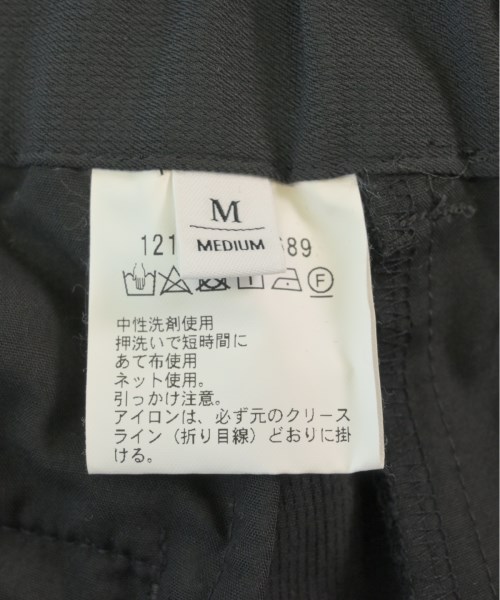 M
MEDIUM
中性洗剤使用
押洗いで短時間に
あて布使用
ネット使用。
引っかけ注意。
アイロンは、必ず元のクリース
ライン（折り目線）どおりに掛
ける。